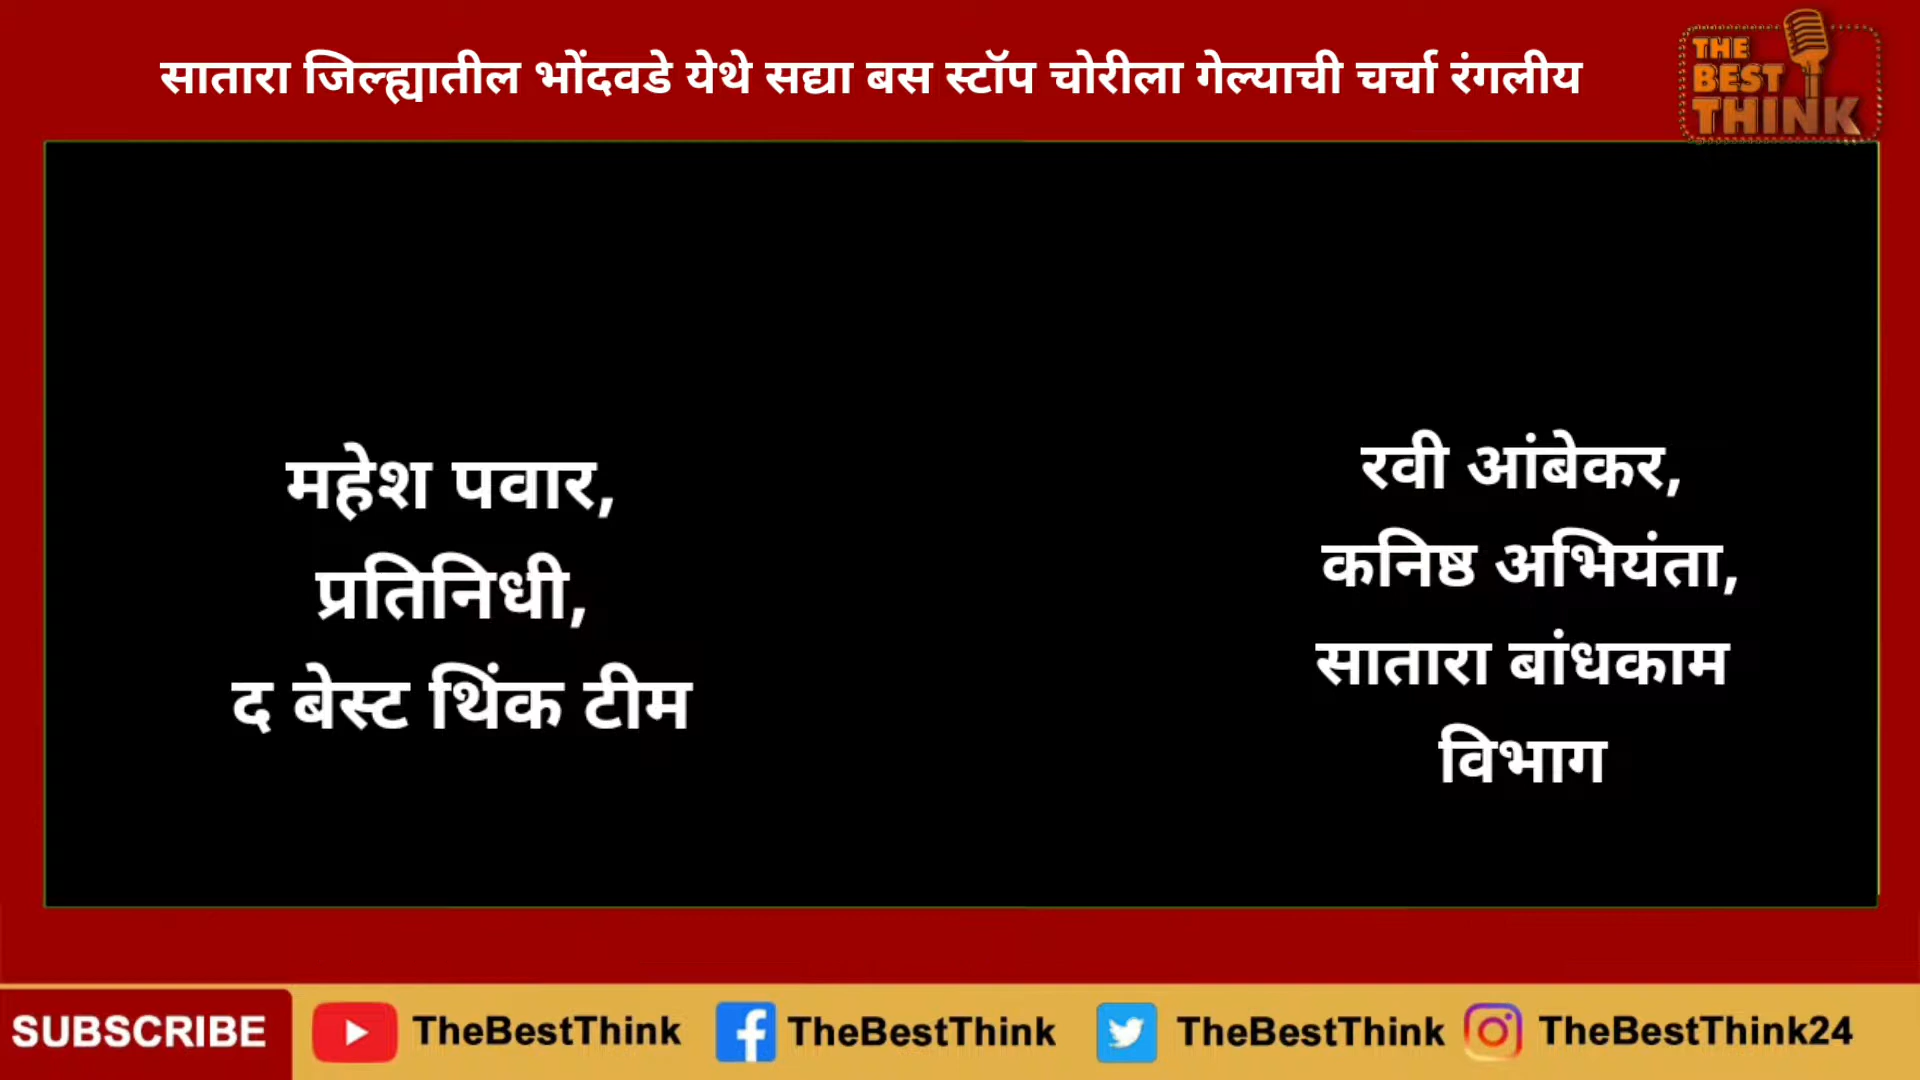 सातारा जिल्ह्यातील भोंदवडे येथे सद्या बस स्टॉप चोरीला गेल्याची चर्चा रंगलीय
THE
BEST
THINK
महेश पवार,
प्रतिनिधी,
द बेस्ट थिंक टीम
रवी आंबेकर,
कनिष्ठ अभियंता,
सातारा बांधकाम
विभाग
SUBSCRIBE TheBestThink TheBestThink TheBestThink TheBestThink24